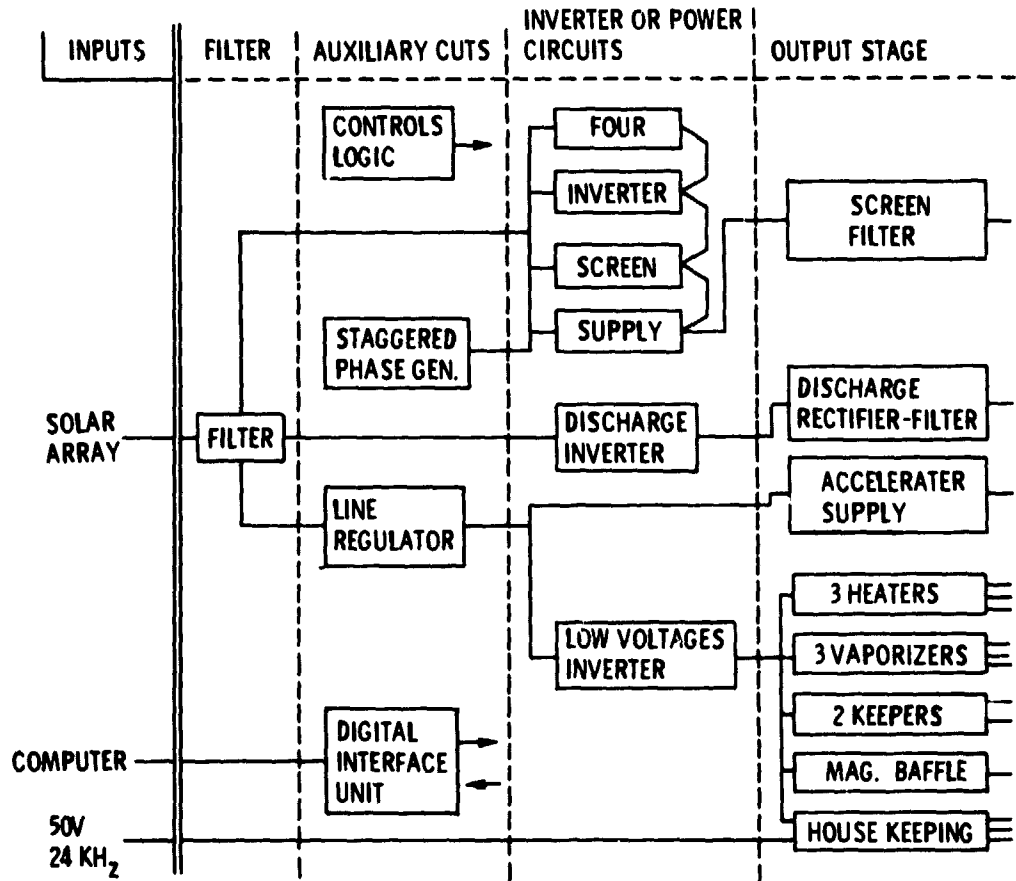 INPUTS
FILTER
AUXILIARY CUTS
INVERTER OR POWER
CIRCUITS
OUTPUT STAGE
CONTROLS
LOGIC
FOUR
INVERTER
SCREEN
SUPPLY
SCREEN
FILTER
STAGGERED
PHASE GEN.
SOLAR
ARRAY
FILTER
DISCHARGE
INVERTER
DISCHARGE
RECTIFIER-FILTER
LINE
REGULATOR
ACCELERATER
SUPPLY
LOW VOLTAGES
INVERTER
3 HEATERS
3 VAPORIZERS
2 KEEPERS
MAG. BAFFLE
HOUSE KEEPING
COMPUTER
DIGITAL
INTERFACE
UNIT
50V
24 KHz